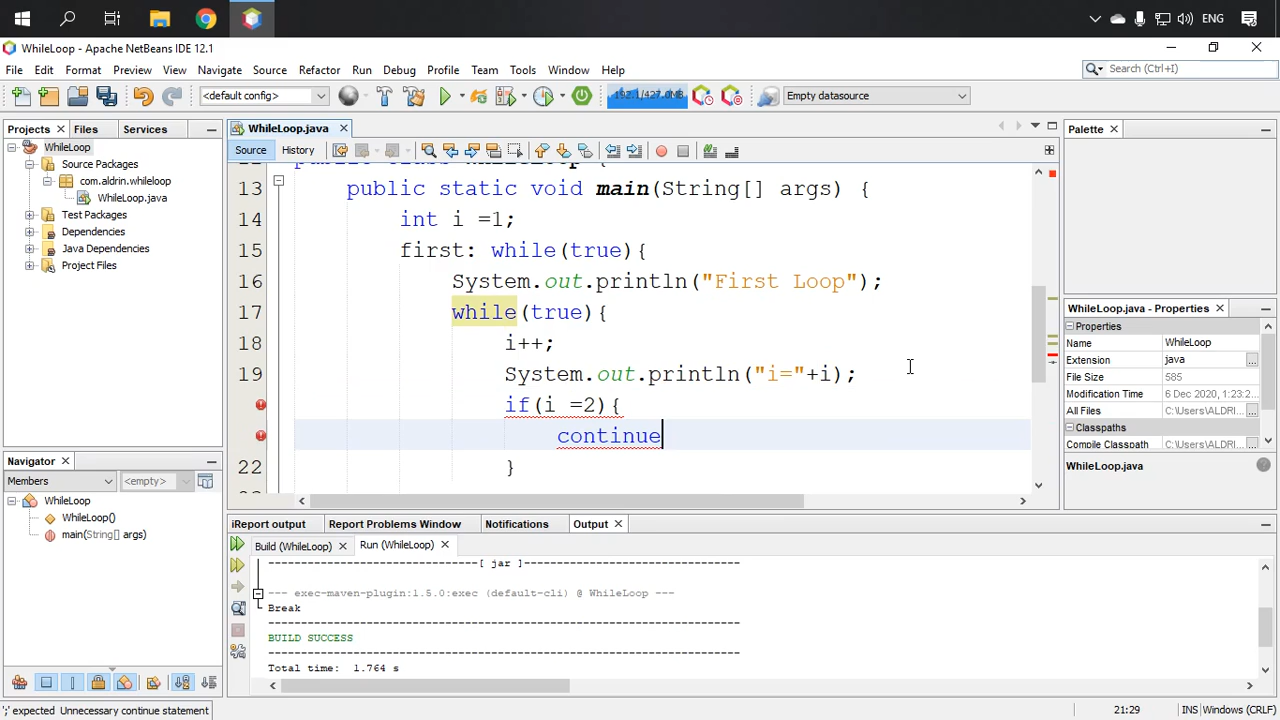 ENG
WhileLoop - Apache NetBeans IDE 12.1
File Edit View Navigate Source Refactor Run Debug Profile Team Tools Window Help
Format Preview
Search (Ctrl+I)
<default config>
192.1/427.0MB
Empty datasource
Projects Files Services
WhileLoop.java
Palette
WhileLoop
Source Packages
com.aldrin.whileloop
WhileLoop.java
Test Packages
Dependencies
Java Dependencies
Project Files
Source History
13 public static void main(String[] args) {
14 int i =1;
15 first: while(true){
16 System.out.println("First Loop");
17 while(true){
18 i++;
19 System.out.println("i="+i);
if(i =2){
continue
22 }
WhileLoop.java - Properties
Properties
Name WhileLoop
Extension java
File Size 585
Modification Time 6 Dec 2020, 1:23:2
All Files C:\Users\ALDRI
Classpaths
Compile Classpath C:\Users\ALDRI
WhileLoop.java
Navigator
Members <empty>
WhileLoop
WhileLoop()
main(String[] args)
iReport output Report Problems Window Notifications Output
Build (WhileLoop) Run (WhileLoop)
-------------------------------[ jar ]--------------------------------
--- exec-maven-plugin:1.5.0:exec (default-cli) @ WhileLoop ---
Break
BUILD SUCCESS
Total time: 1.764 s
';' expected Unnecessary continue statement
21:29 INS Windows (CRLF)